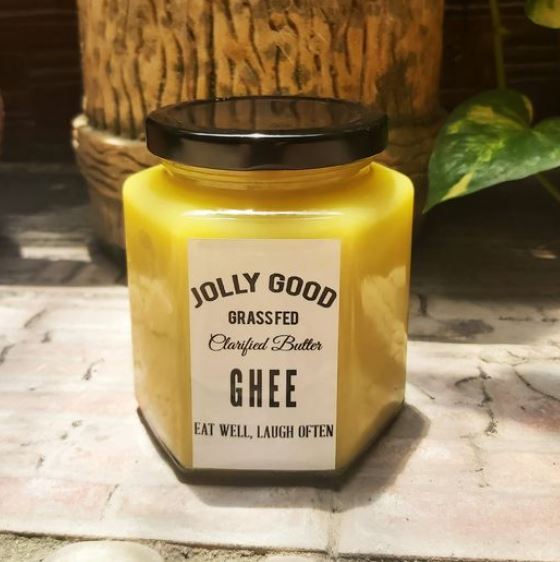 JOLLY GOOD
GRASSFED
Clarified Butter
GHEE
EAT WELL, LAUGH OFTEN